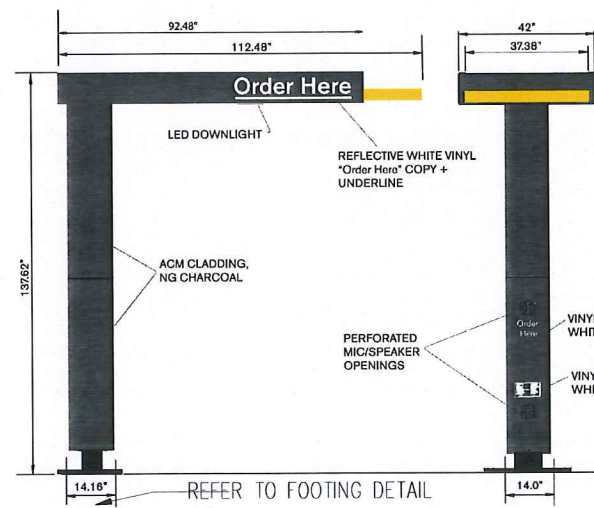 92.48"
112.48"
42"
37.38"
Order Here
LED DOWNLIGHT
REFLECTIVE WHITE VINYL
"Order Here" COPY +
UNDERLINE
137.62"
ACM CLADDING,
NG CHARCOAL
PERFORATED
MIC/SPEAKER
OPENINGS
Order
Here
VINYL
WHIT
VINY
WHI
14.16"
REFER TO FOOTING DETAIL
14.0"